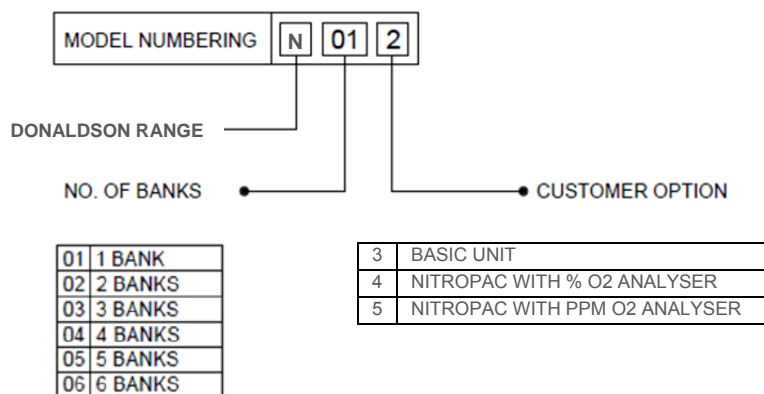 MODEL NUMBERING N 01 2
DONALDSON RANGE
NO. OF BANKS
CUSTOMER OPTION
01 1 BANK
02 2 BANKS
03 3 BANKS
04 4 BANKS
05 5 BANKS
06 6 BANKS
3 BASIC UNIT
4 NITROPAC WITH % O2 ANALYSER
5 NITROPAC WITH PPM O2 ANALYSER